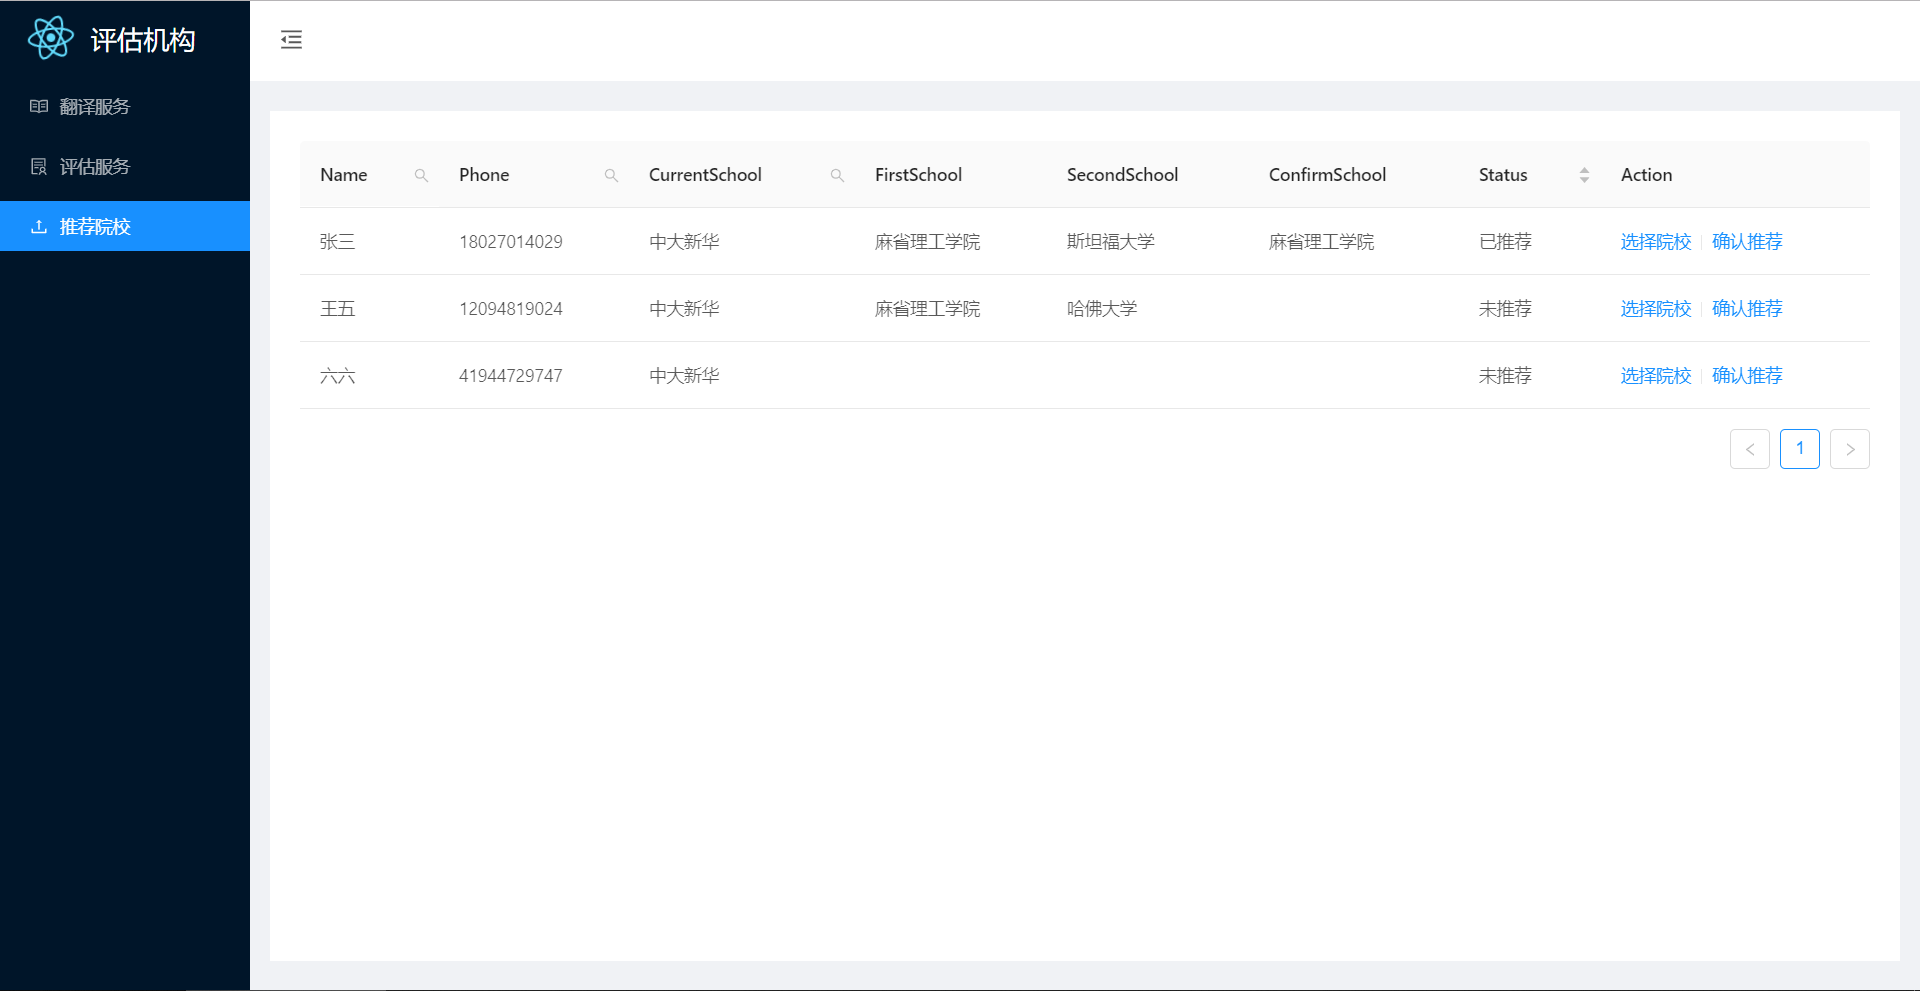 评估机构
翻译服务
评估服务
推荐院校
Name Phone CurrentSchool FirstSchool SecondSchool ConfirmSchool Status Action
张三 18027014029 中大新华 麻省理工学院 斯坦福大学 麻省理工学院 已推荐 选择院校 确认推荐
王五 12094819024 中大新华 麻省理工学院 哈佛大学 未推荐 选择院校 确认推荐
六六 41944729747 中大新华 未推荐 选择院校 确认推荐
1